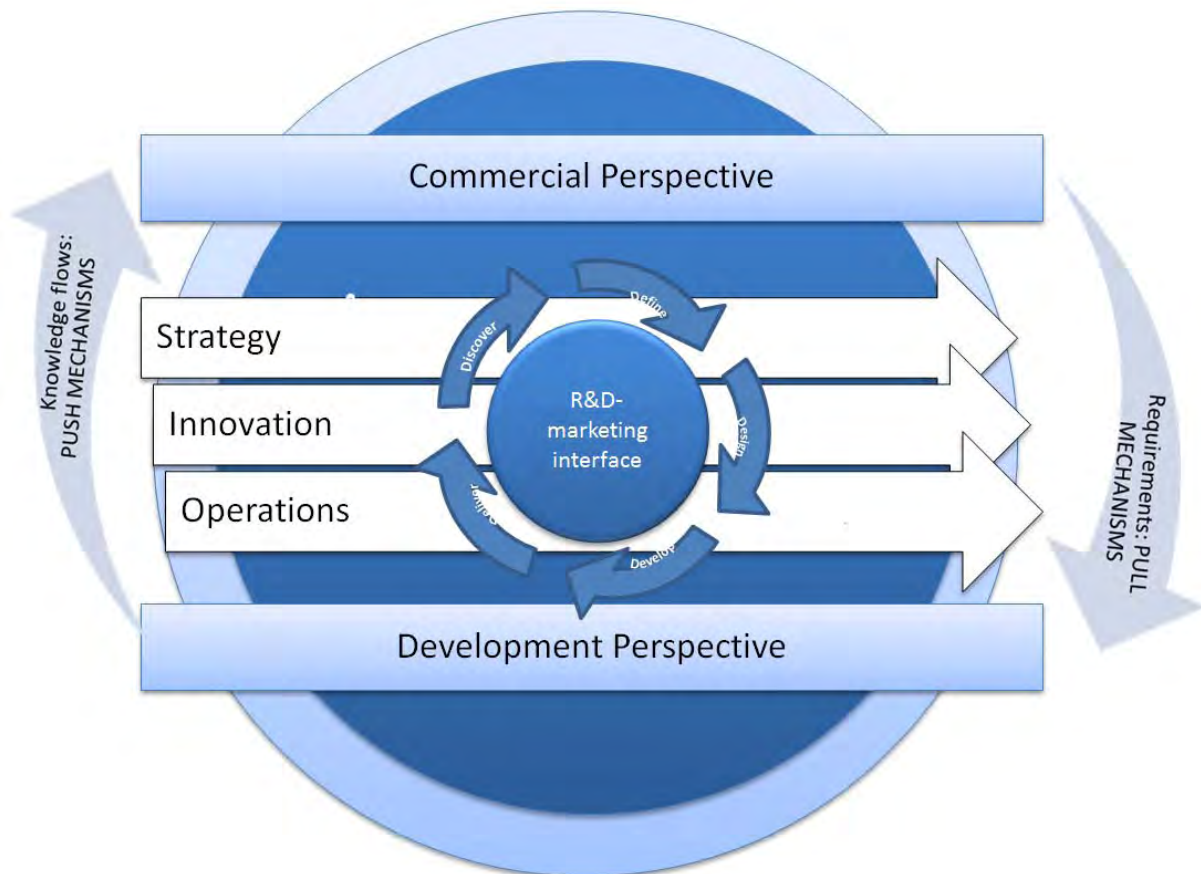 Commercial Perspective
Knowledge flows:
PUSH MECHANISMS
Strategy
Innovation
Operations
Discover
Define
Design
Develop
Deliver
R&D-
marketing
interface
Requirements: PULL
MECHANISMS
Development Perspective